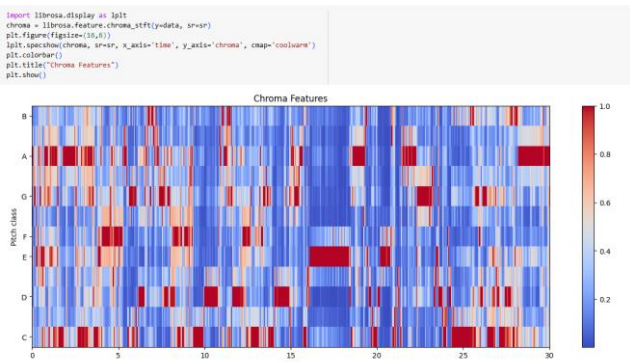 import librosa.display as lplt
chroma = librosa.feature.chroma_stft(y=data, sr=sr)
plt.figure(figsize=(16,6))
lplt.specshow(chroma, sr=sr, x_axis='time', y_axis='chroma', cmap='coolwarm')
plt.colorbar()
plt.title("Chroma Features")
plt.show()
Chroma Features
B
A
G
F
E
D
C
Pitch class
0 5 10 15 20 25 30
1.0
0.8
0.6
0.4
0.2